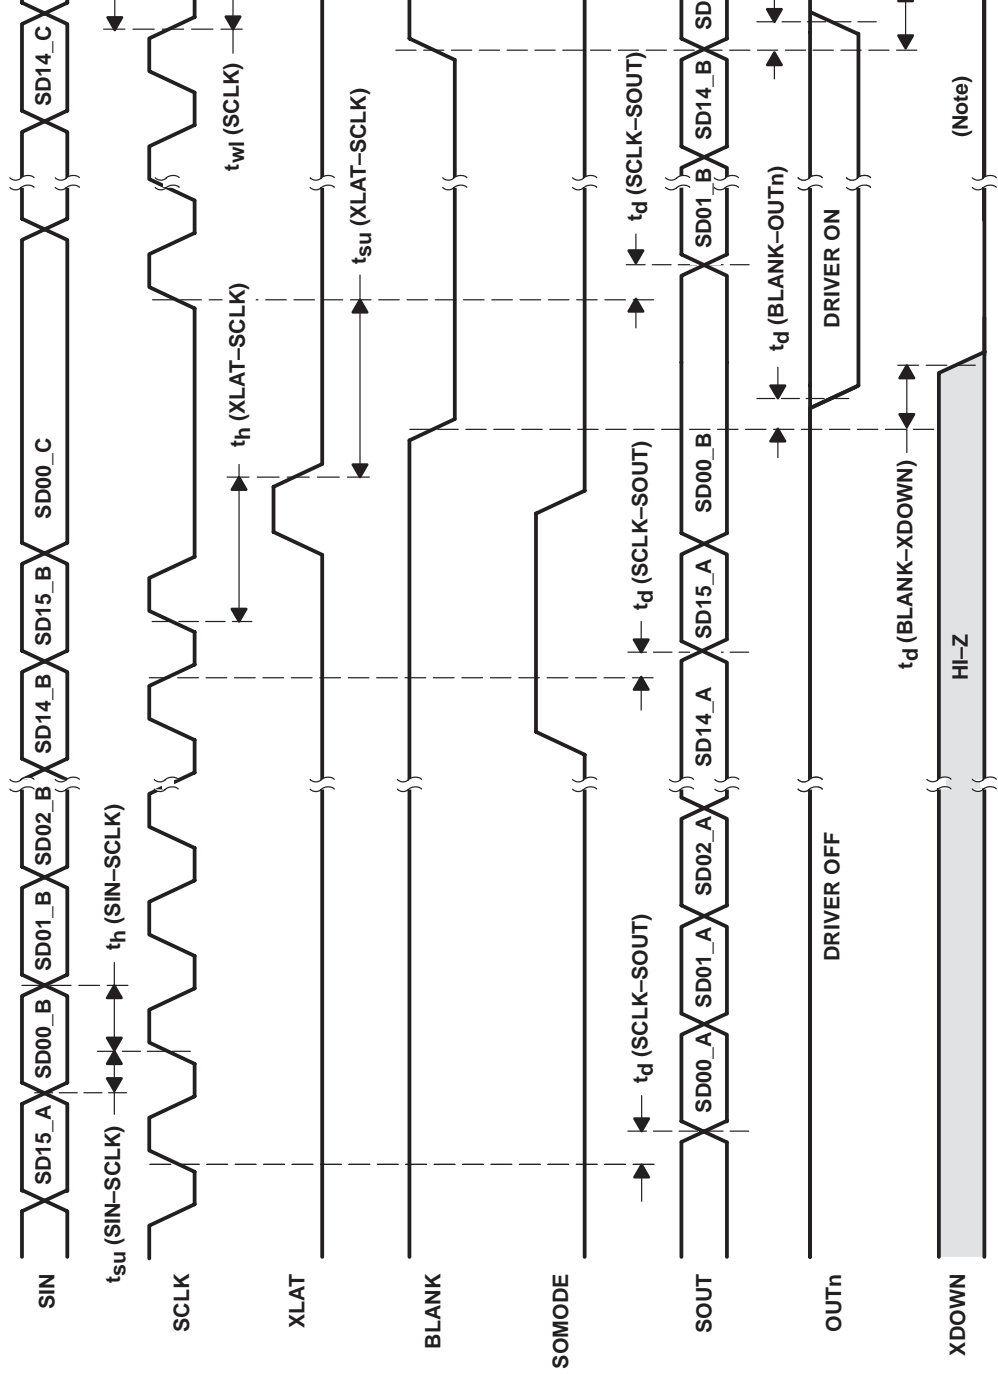 SIN
SD15_A
SD00_B
SD01_B
SD02_B
SD14_B
SD15_B
SD00_C
SD14_C
tsu (SIN–SCLK)
th (SIN–SCLK)
SCLK
twl (SCLK)
th (XLAT–SCLK)
XLAT
tsu (XLAT–SCLK)
BLANK
SOMODE
td (SCLK–SOUT)
td (SCLK–SOUT)
td (SCLK–SOUT)
SOUT
SD00_A
SD01_A
SD02_A
SD14_A
SD15_A
SD00_B
SD01_B
SD14_B
SD
td (BLANK–OUTn)
OUTn
DRIVER OFF
DRIVER ON
td (BLANK–XDOWN)
XDOWN
HI–Z
(Note)